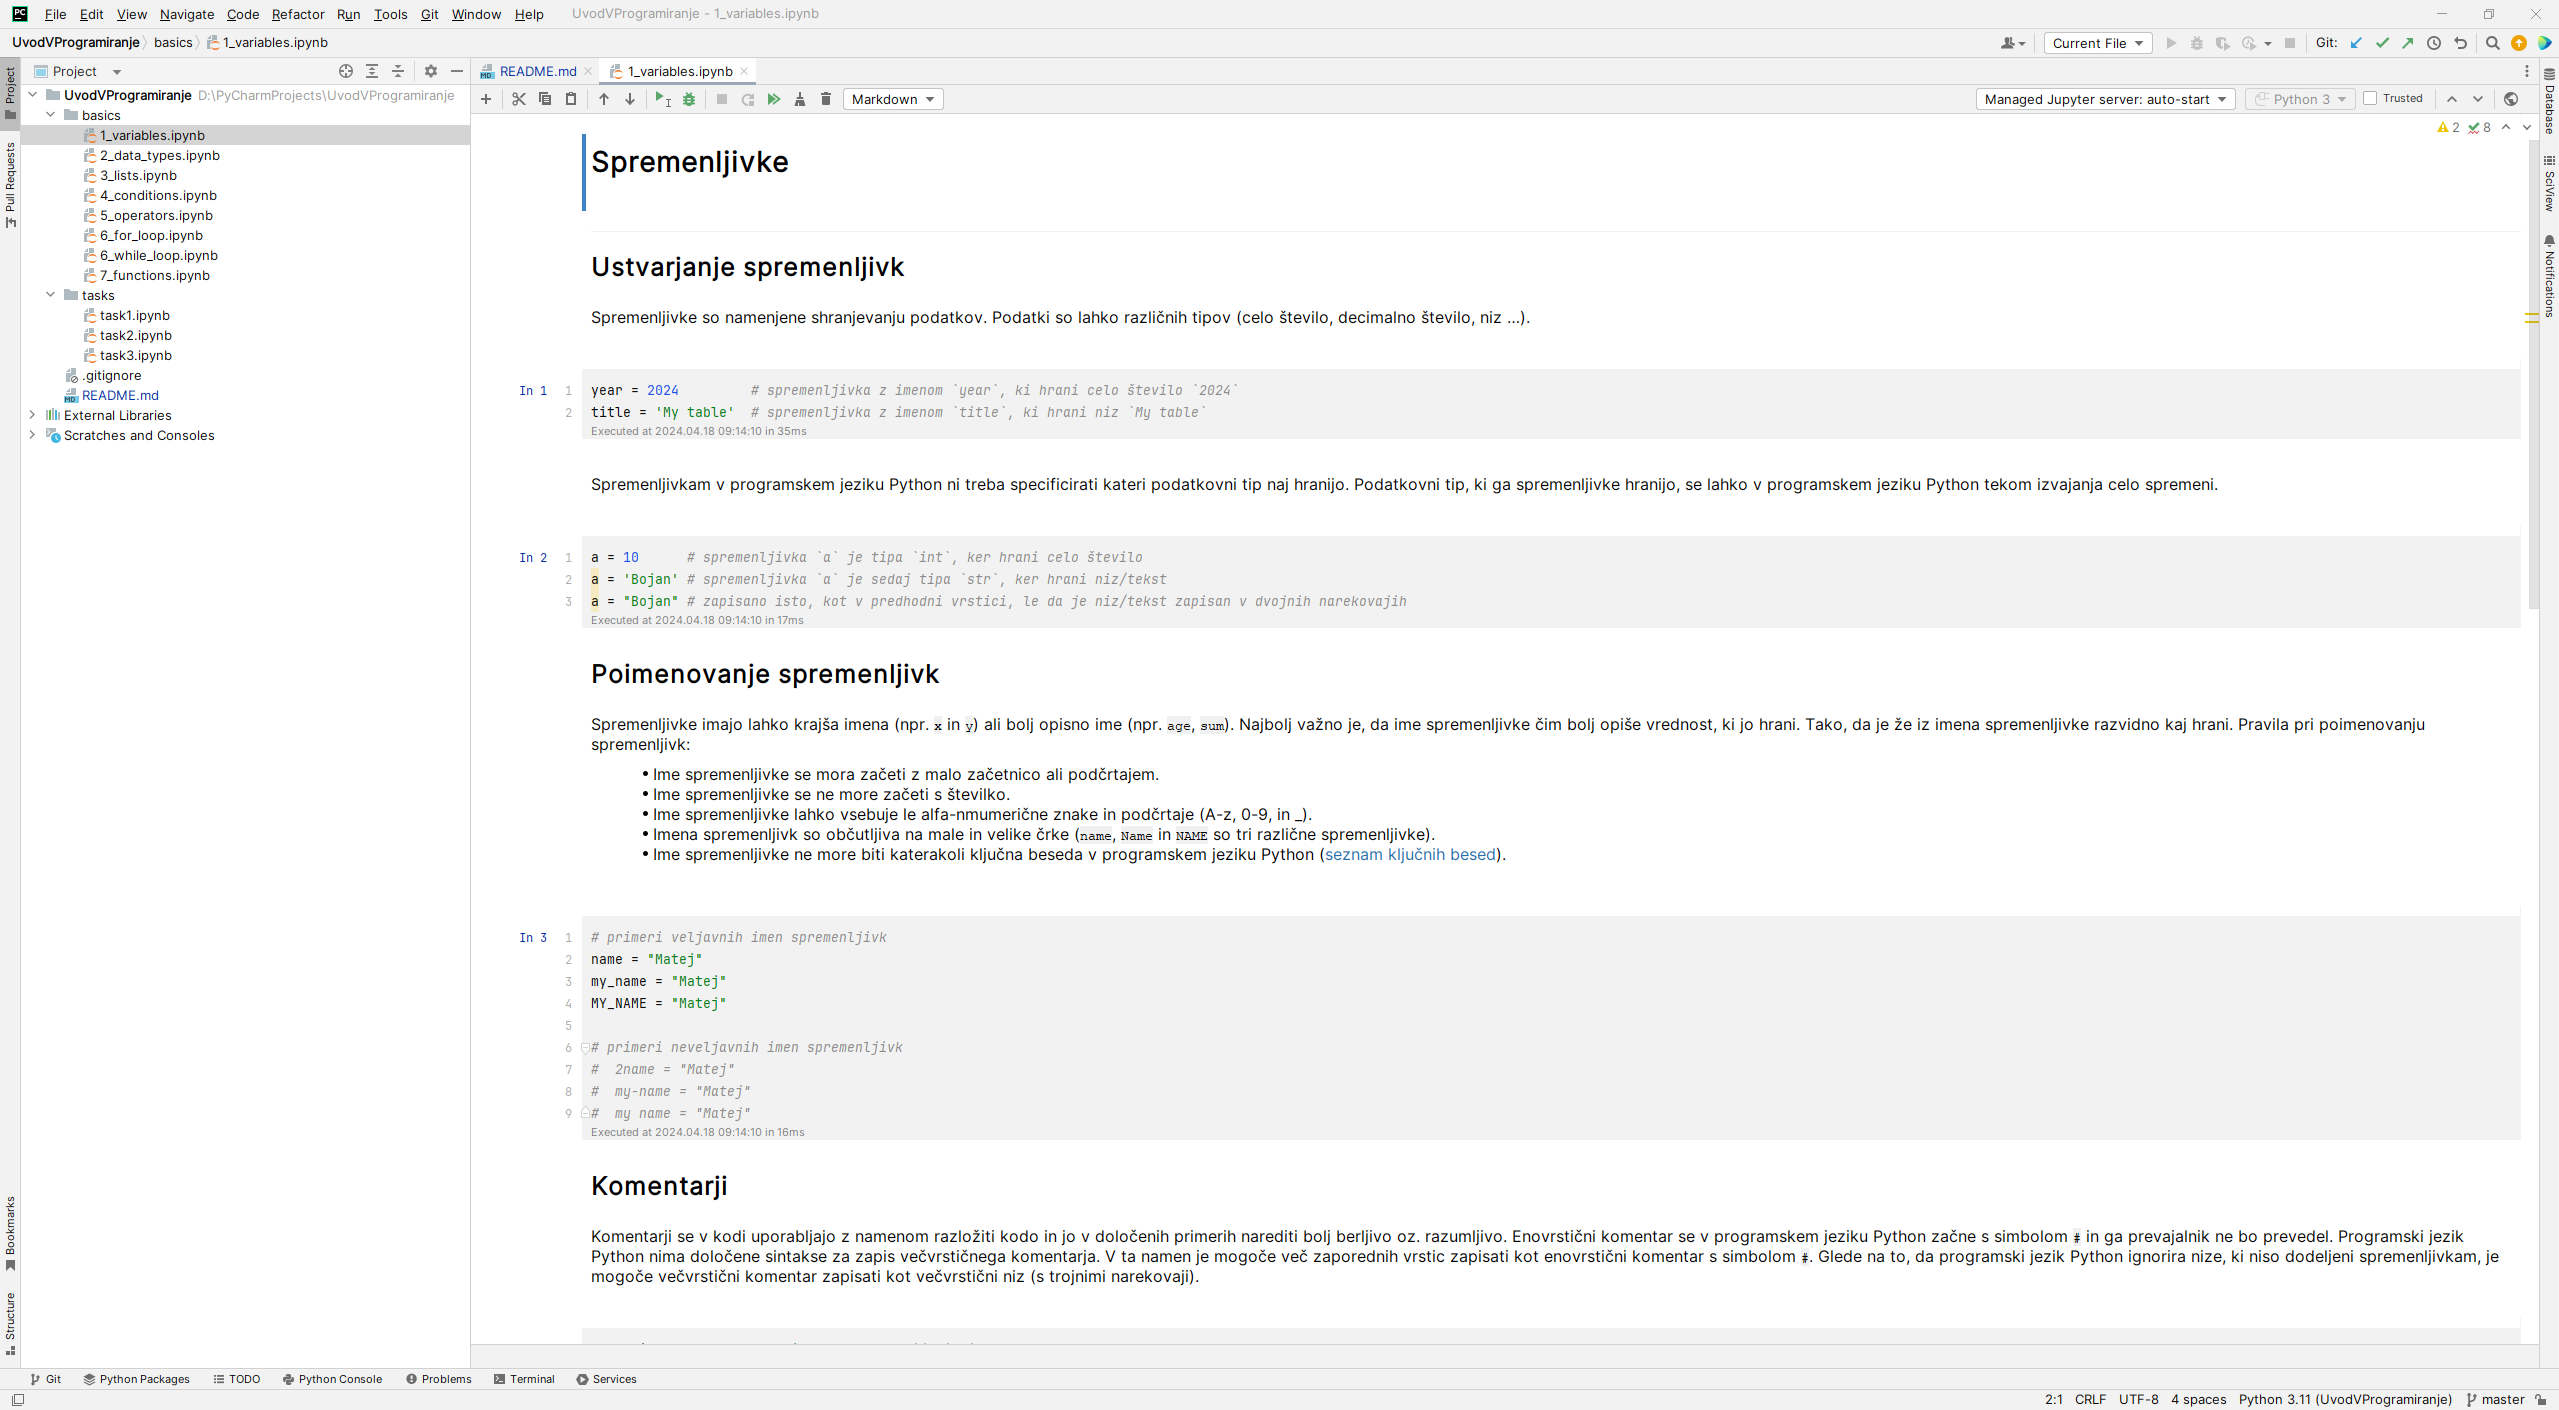 PC File Edit View Navigate Code Refactor Run Tools Git Window Help UvodVProgramiranje - 1_variables.ipynb
UvodVProgramiranje basics 1_variables.ipynb Current File Git:
Project README.md 1_variables.ipynb
Markdown Managed Jupyter server: auto-start Python 3 Trusted
2 8
Project
Pull Requests
Bookmarks
Structure
Database
SciView
Notifications
UvodVProgramiranje D:\PyCharmProjects\UvodVProgramiranje
basics
1_variables.ipynb
2_data_types.ipynb
3_lists.ipynb
4_conditions.ipynb
5_operators.ipynb
6_for_loop.ipynb
6_while_loop.ipynb
7_functions.ipynb
tasks
task1.ipynb
task2.ipynb
task3.ipynb
.gitignore
README.md
External Libraries
Scratches and Consoles
Spremenljivke
Ustvarjanje spremenljivk
Spremenljivke so namenjene shranjevanju podatkov. Podatki so lahko različnih tipov (celo število, decimalno število, niz ...).
In 1 1 year = 2024 # spremenljivka z imenom `year`, ki hrani celo število `2024`
2 title = 'My table' # spremenljivka z imenom `title`, ki hrani niz `My table`
Executed at 2024.04.18 09:14:10 in 35ms
Spremenljivkam v programskem jeziku Python ni treba specificirati kateri podatkovni tip naj hranijo. Podatkovni tip, ki ga spremenljivke hranijo, se lahko v programskem jeziku Python tekom izvajanja celo spremeni.
In 2 1 a = 10 # spremenljivka `a` je tipa `int`, ker hrani celo število
2 a = 'Bojan' # spremenljivka `a` je sedaj tipa `str`, ker hrani niz/tekst
3 a = "Bojan" # zapisano isto, kot v predhodni vrstici, le da je niz/tekst zapisan v dvojnih narekovajih
Executed at 2024.04.18 09:14:10 in 17ms
Poimenovanje spremenljivk
Spremenljivke imajo lahko krajša imena (npr. x in y) ali bolj opisno ime (npr. age, sum). Najbolj važno je, da ime spremenljivke čim bolj opiše vrednost, ki jo hrani. Tako, da je že iz imena spremenljivke razvidno kaj hrani. Pravila pri poimenovanju
spremenljivk:
• Ime spremenljivke se mora začeti z malo začetnico ali podčrtajem.
• Ime spremenljivke se ne more začeti s številko.
• Ime spremenljivke lahko vsebuje le alfa-nmumerične znake in podčrtaje (A-z, 0-9, in _).
• Imena spremenljivk so občutljiva na male in velike črke (name, Name in NAME so tri različne spremenljivke).
• Ime spremenljivke ne more biti katerakoli ključna beseda v programskem jeziku Python (seznam ključnih besed).
In 3 1 # primeri veljavnih imen spremenljivk
2 name = "Matej"
3 my_name = "Matej"
4 MY_NAME = "Matej"
5
6 # primeri neveljavnih imen spremenljivk
7 # 2name = "Matej"
8 # my-name = "Matej"
9 # my name = "Matej"
Executed at 2024.04.18 09:14:10 in 16ms
Komentarji
Komentarji se v kodi uporabljajo z namenom razložiti kodo in jo v določenih primerih narediti bolj berljivo oz. razumljivo. Enovrstični komentar se v programskem jeziku Python začne s simbolom # in ga prevajalnik ne bo prevedel. Programski jezik
Python nima določene sintakse za zapis večvrstičnega komentarja. V ta namen je mogoče več zaporednih vrstic zapisati kot enovrstični komentar s simbolom #. Glede na to, da programski jezik Python ignorira nize, ki niso dodeljeni spremenljivkam, je
mogoče večvrstični komentar zapisati kot večvrstični niz (s trojnimi narekovaji).
Git Python Packages TODO Python Console Problems Terminal Services
2:1 CRLF UTF-8 4 spaces Python 3.11 (UvodVProgramiranje) master